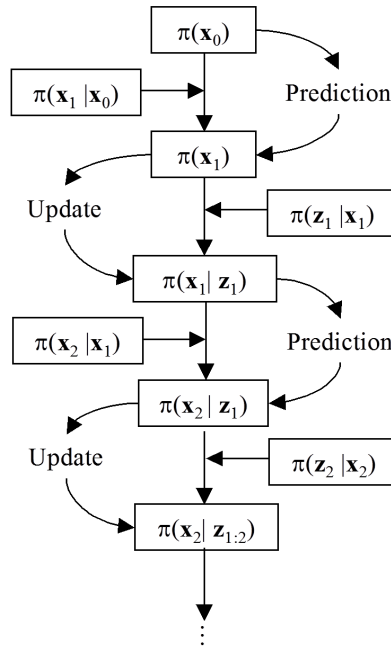 π(x₀)
π(x₁ |x₀)
Prediction
π(x₁)
Update
π(z₁ |x₁)
π(x₁| z₁)
π(x₂ |x₁)
Prediction
π(x₂| z₁)
Update
π(z₂ |x₂)
π(x₂| z₁:₂)
⋮